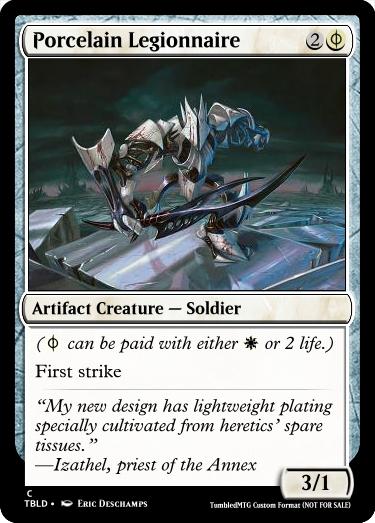 Porcelain Legionnaire 2
Artifact Creature — Soldier
( can be paid with either or 2 life.)
First strike
“My new design has lightweight plating
specially cultivated from heretics’ spare
tissues.”
—Izathel, priest of the Annex
3/1
C
TBLD • Eric Deschamps
TumbledMTG Custom Format (NOT FOR SALE)